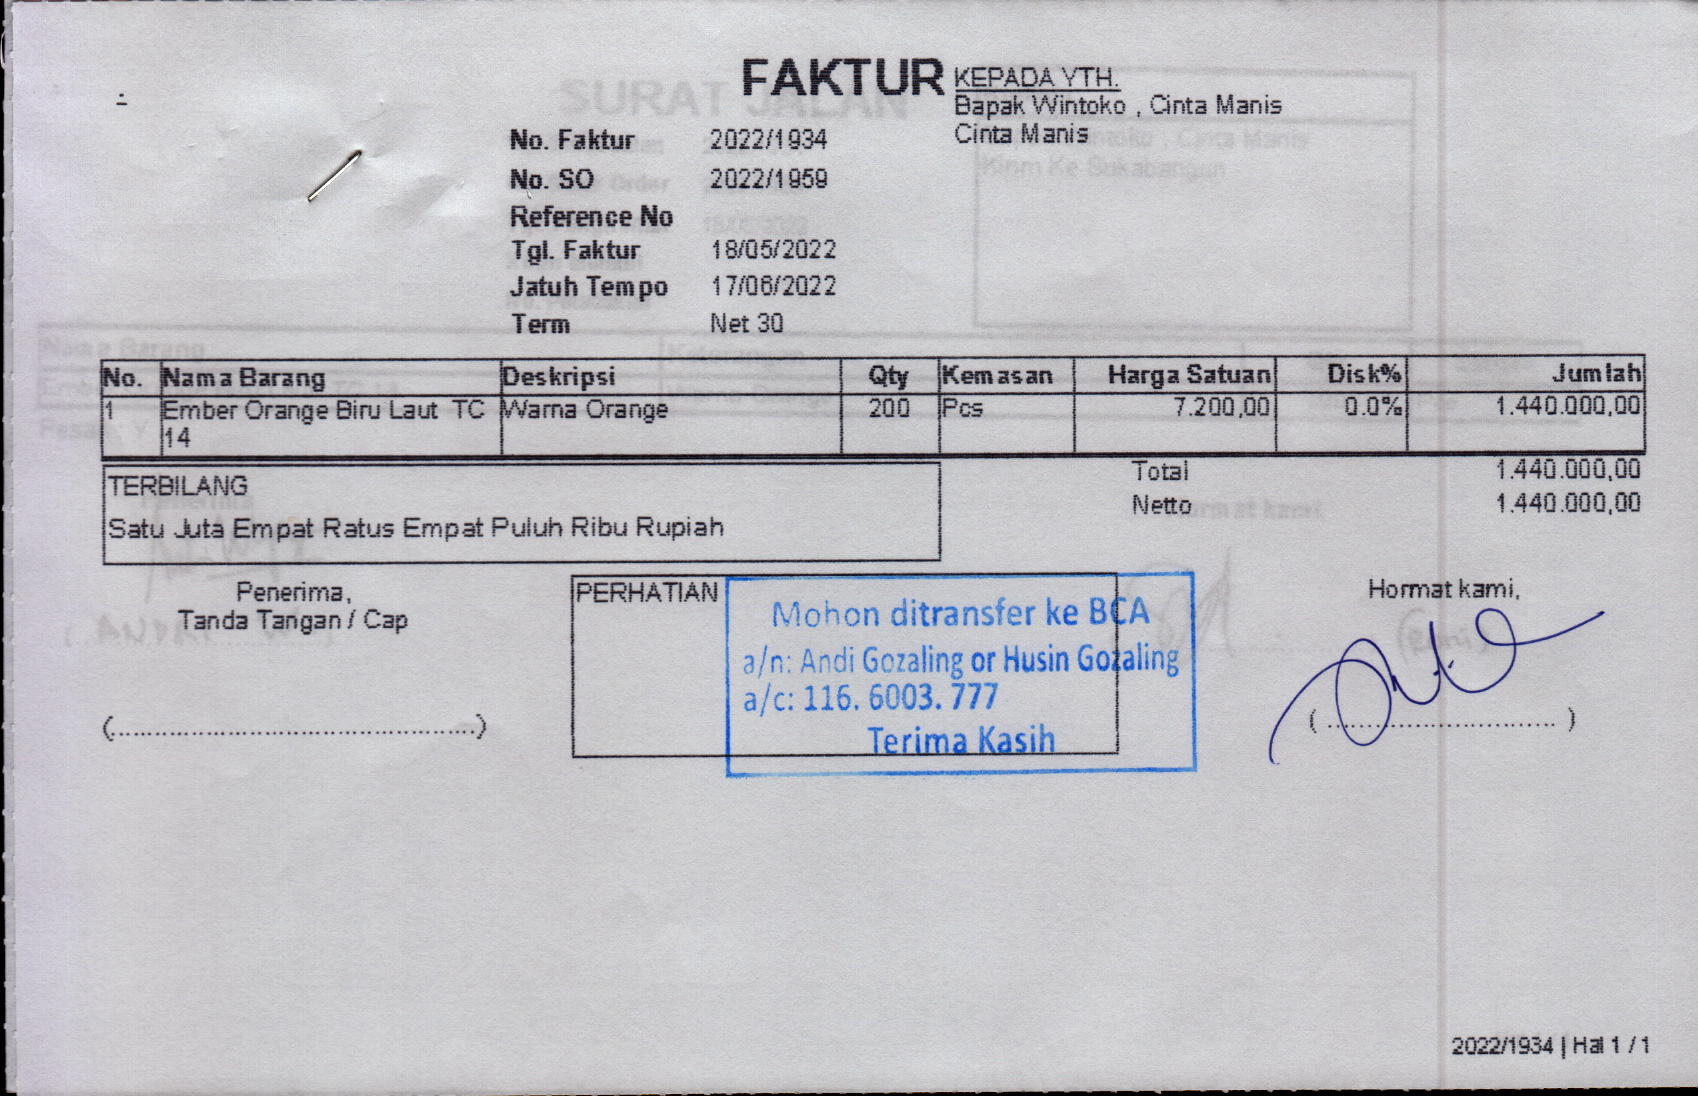 FAKTUR
KEPADA YTH.
Bapak Wintoko , Cinta Manis
Cinta Manis
No. Faktur 2022/1934
No. SO 2022/1959
Reference No
Tgl. Faktur 18/05/2022
Jatuh Tempo 17/06/2022
Term Net 30
No. Nama Barang Deskripsi Qty Kemasan Harga Satuan Disk% Jumlah
1 Ember Orange Biru Laut TC Warna Orange 200 Pcs 7.200,00 0.0% 1.440.000,00
14
Total 1.440.000,00
Netto 1.440.000,00
TERBILANG
Satu Juta Empat Ratus Empat Puluh Ribu Rupiah
Penerima,
Tanda Tangan / Cap
(................................................)
PERHATIAN
Mohon ditransfer ke BCA
a/n: Andi Gozaling or Husin Gozaling
a/c: 116. 6003. 777
Terima Kasih
Hormat kami,
( .............................. )
2022/1934 | Hal 1 / 1